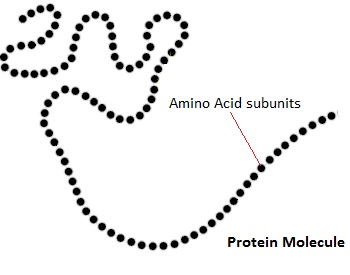 Amino Acid subunits
Protein Molecule